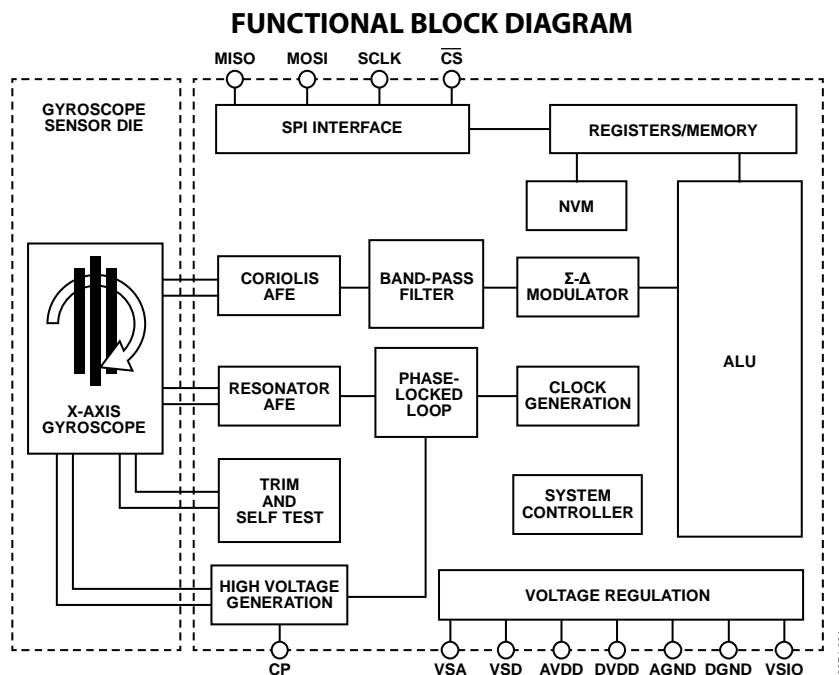 FUNCTIONAL BLOCK DIAGRAM
MISO MOSI SCLK CS
GYROSCOPE
SENSOR DIE
SPI INTERFACE
REGISTERS/MEMORY
NVM
CORIOLIS
AFE
BAND-PASS
FILTER
Σ-Δ
MODULATOR
ALU
X-AXIS
GYROSCOPE
RESONATOR
AFE
PHASE-
LOCKED
LOOP
CLOCK
GENERATION
TRIM
AND
SELF TEST
SYSTEM
CONTROLLER
HIGH VOLTAGE
GENERATION
VOLTAGE REGULATION
CP VSA VSD AVDD DVDD AGND DGND VSIO